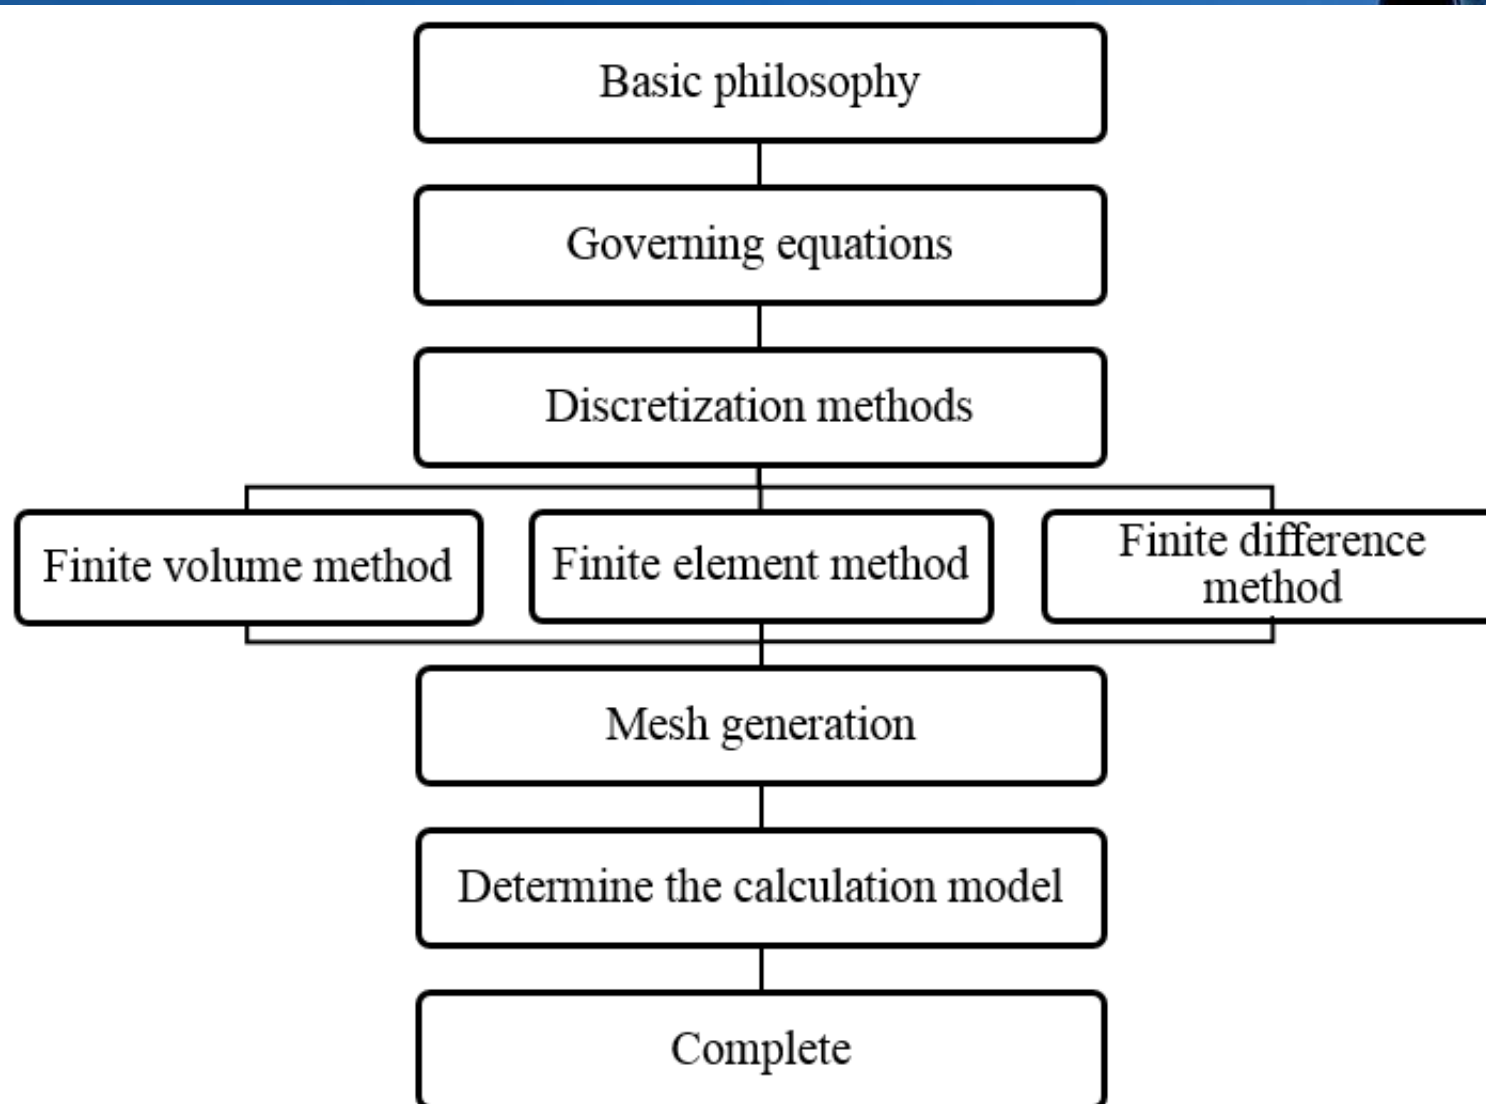 Basic philosophy
Governing equations
Discretization methods
Finite volume method
Finite element method
Finite difference
method
Mesh generation
Determine the calculation model
Complete